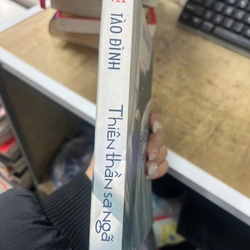 TÀO ĐÌNH
Thiên thần sa ngã